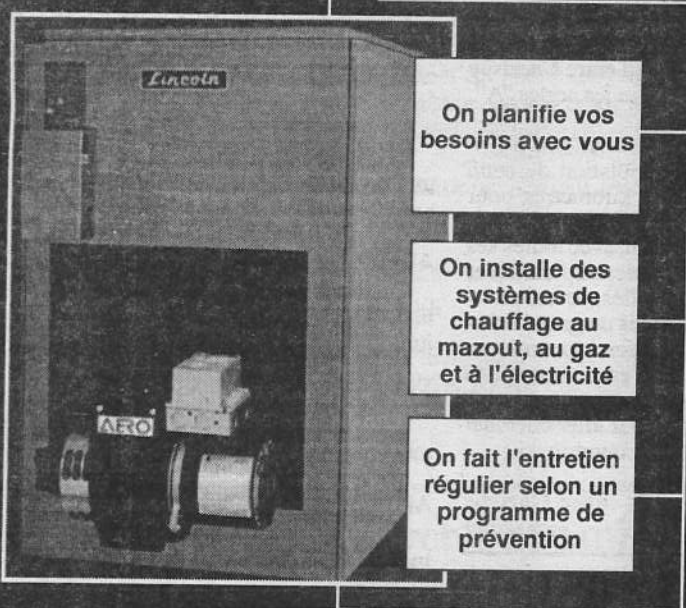 Lincoln
On planifie vos
besoins avec vous
On installe des
systèmes de
chauffage au
mazout, au gaz
et à l'électricité
AERO
On fait l'entretien
régulier selon un
programme de
prévention